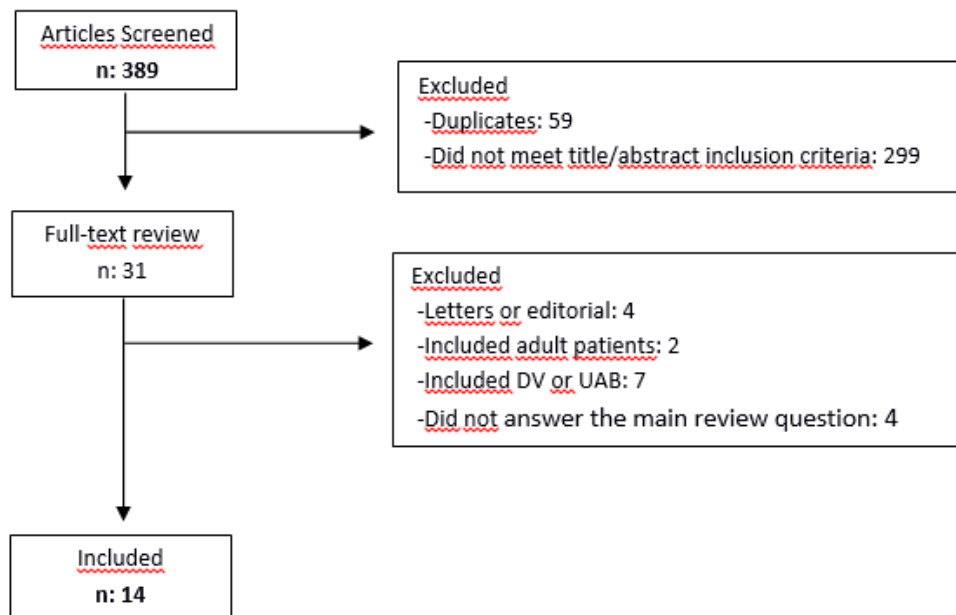 Articles Screened
n: 389
Excluded
-Duplicates: 59
-Did not meet title/abstract inclusion criteria: 299
Full-text review
n: 31
Excluded
-Letters or editorial: 4
-Included adult patients: 2
-Included DV or UAB: 7
-Did not answer the main review question: 4
Included
n: 14